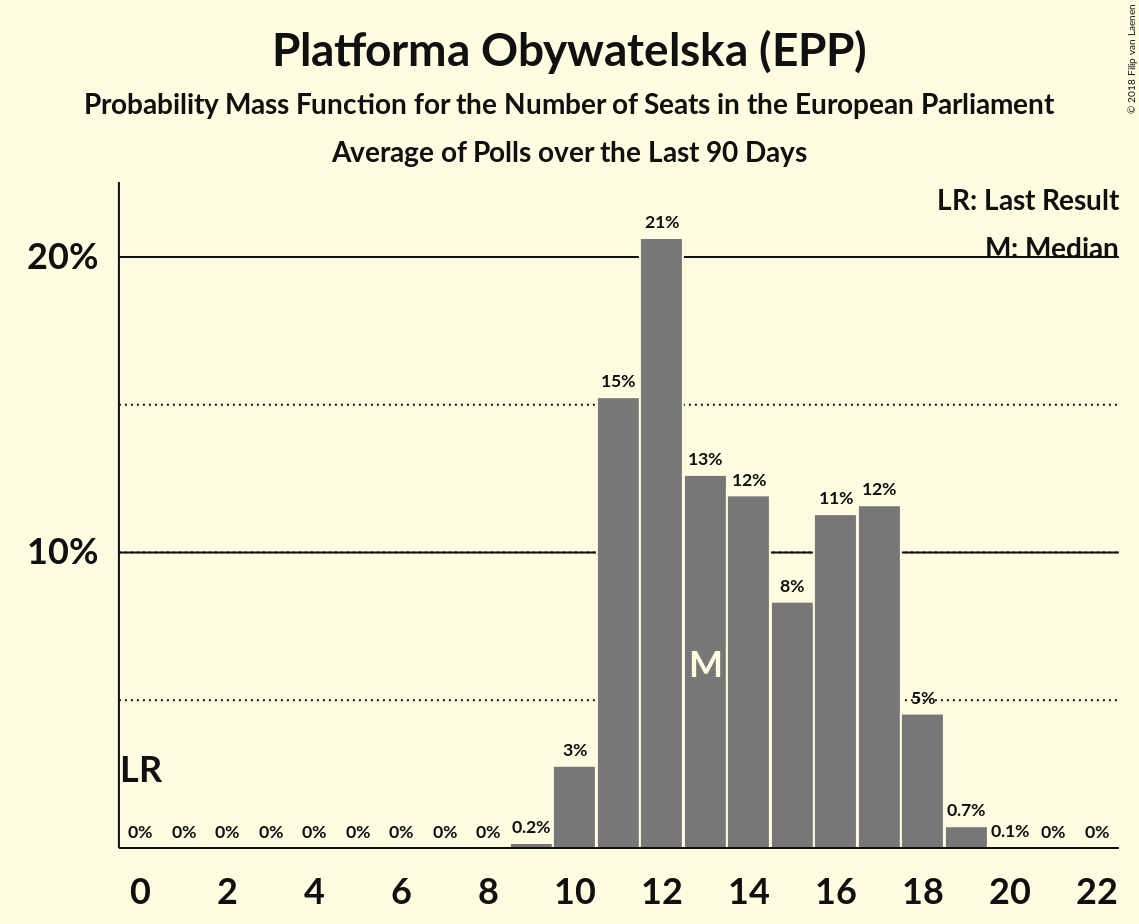 Platforma Obywatelska (EPP)
Probability Mass Function for the Number of Seats in the European Parliament
Average of Polls over the Last 90 Days
© 2018 Filip van Laenen
LR: Last Result
M: Median
20%
10%
21%
15%
13%
12%
8%
11%
12%
5%
3%
0.7%
0.2%
0.1%
0% 0% 0% 0% 0% 0% 0% 0% 0% 0% 0%
M
LR
0 2 4 6 8 10 12 14 16 18 20 22